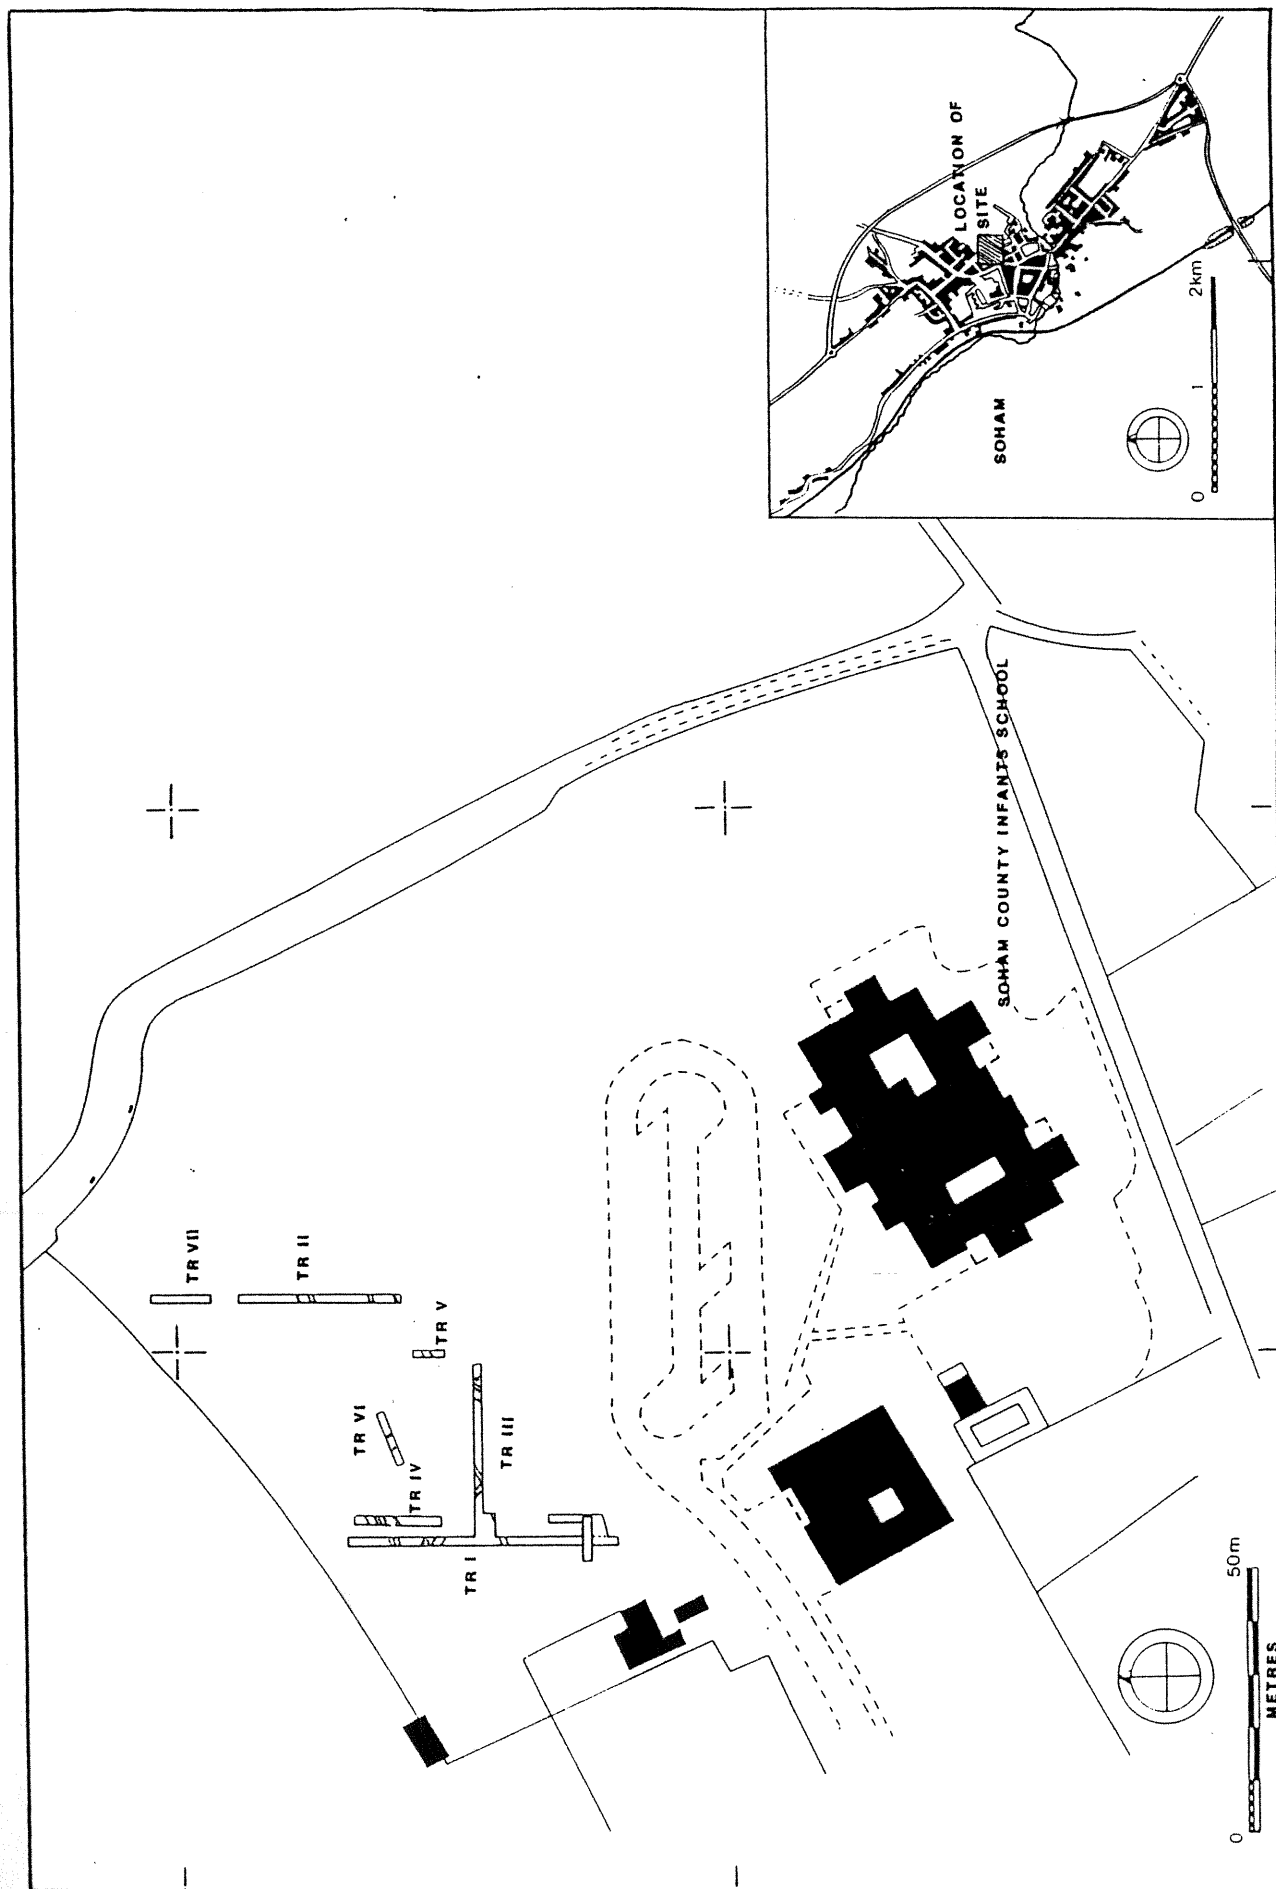 LOCATION OF
SITE
SOHAM
0 1 2km
TR VII
TR II
TR V
TR VI
TR IV
TR III
TR I
SOHAM COUNTY INFANTS SCHOOL
0 50m
METRES